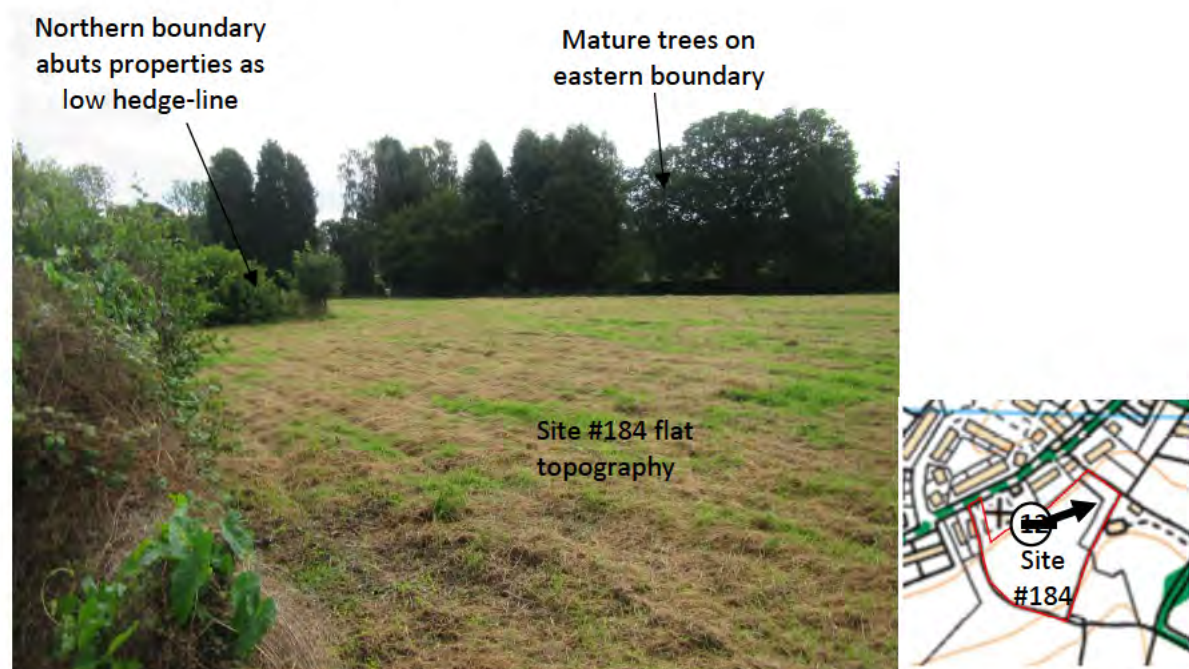 Northern boundary
abuts properties as
low hedge-line
Mature trees on
eastern boundary
Site #184 flat
topography
12
Site
#184